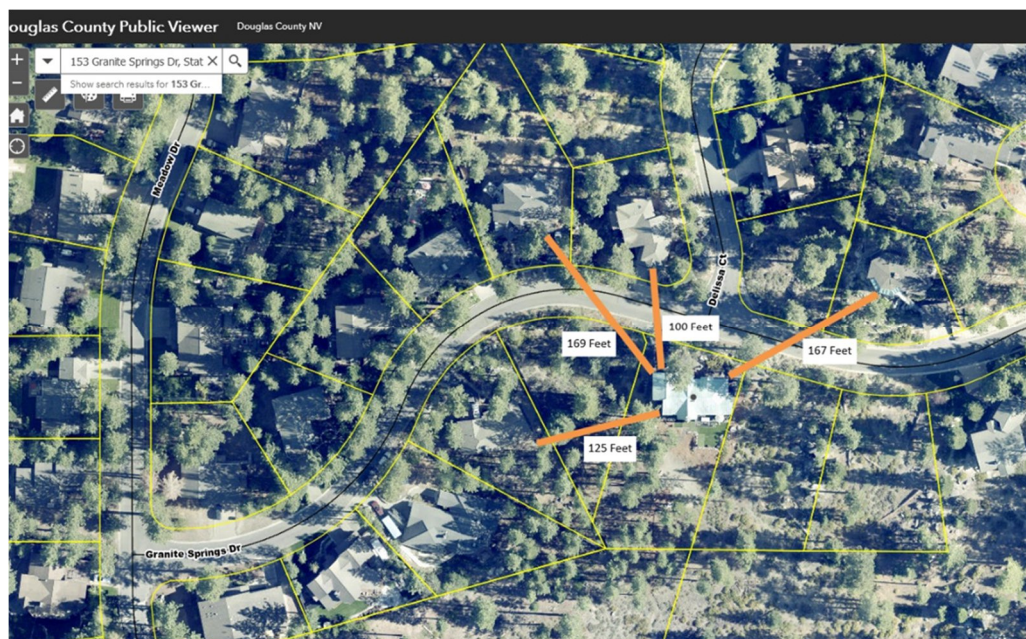 ouglas County Public Viewer
Douglas County NV
+
153 Granite Springs Dr, Stat
Show search results for 153 Gr...
Meadow Dr
Delissa Ct
100 Feet
169 Feet
167 Feet
125 Feet
Granite Springs Dr